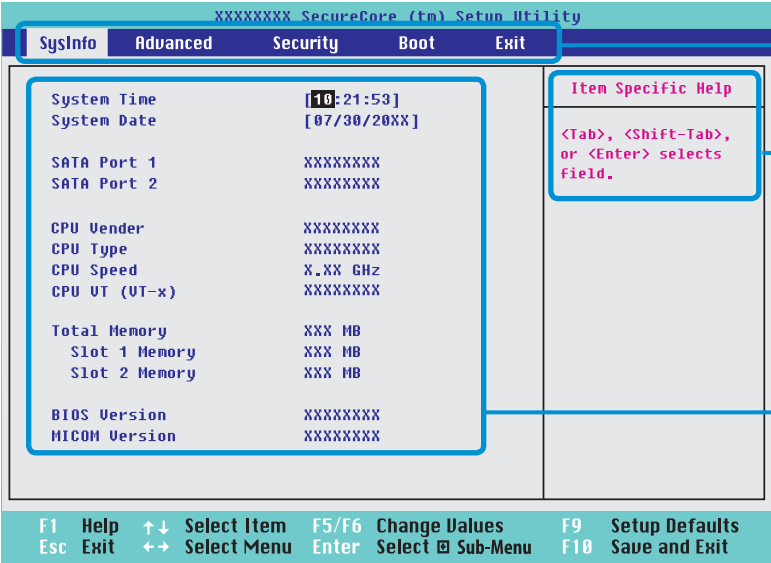 XXXXXXXX SecureCore (tm) Setup Utility
SysInfo Advanced Security Boot Exit
System Time [10:21:53]
System Date [07/30/20XX]
SATA Port 1 XXXXXXXX
SATA Port 2 XXXXXXXX
CPU Vender XXXXXXXX
CPU Type XXXXXXXX
CPU Speed X.XX GHz
CPU VT (VT-x) XXXXXXXX
Total Memory XXX MB
Slot 1 Memory XXX MB
Slot 2 Memory XXX MB
BIOS Version XXXXXXXX
MICOM Version XXXXXXXX
Item Specific Help
<Tab>, <Shift-Tab>,
or <Enter> selects
field.
F1 Help ↑↓ Select Item F5/F6 Change Values F9 Setup Defaults
Esc Exit ←→ Select Menu Enter Select ⊞ Sub-Menu F10 Save and Exit